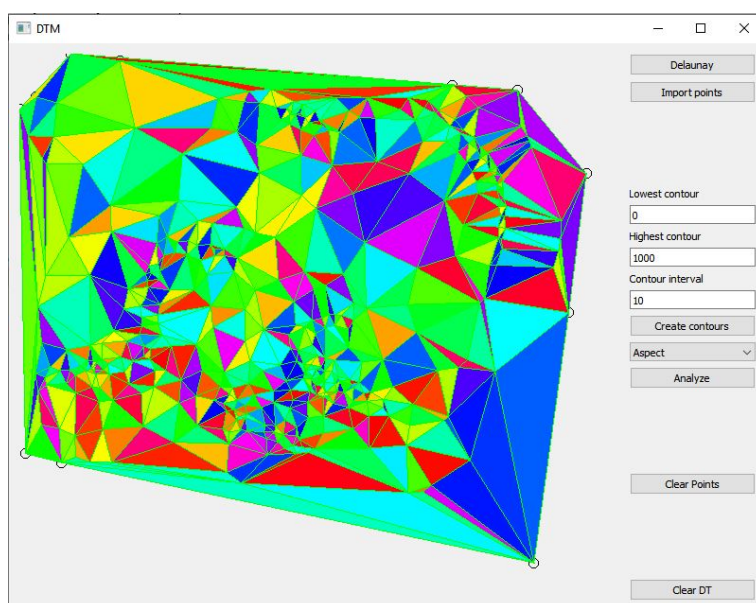 DTM
Delaunay
Import points
Lowest contour
0
Highest contour
1000
Contour interval
10
Create contours
Aspect
Analyze
Clear Points
Clear DT